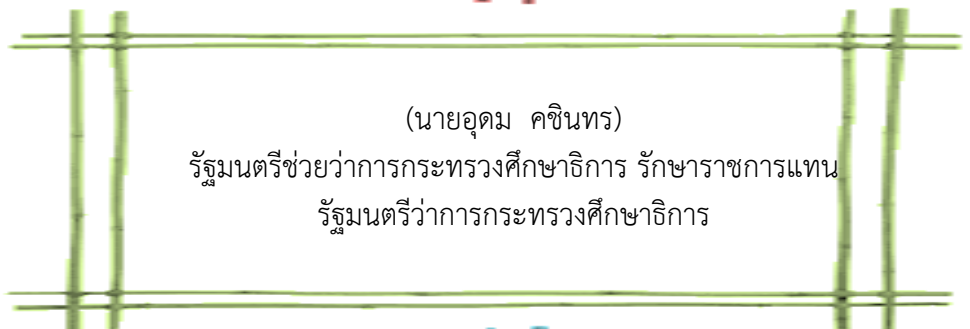 (นายอุดม คชินทร)
รัฐมนตรีช่วยว่าการกระทรวงศึกษาธิการ รักษาราชการแทน
รัฐมนตรีว่าการกระทรวงศึกษาธิการ